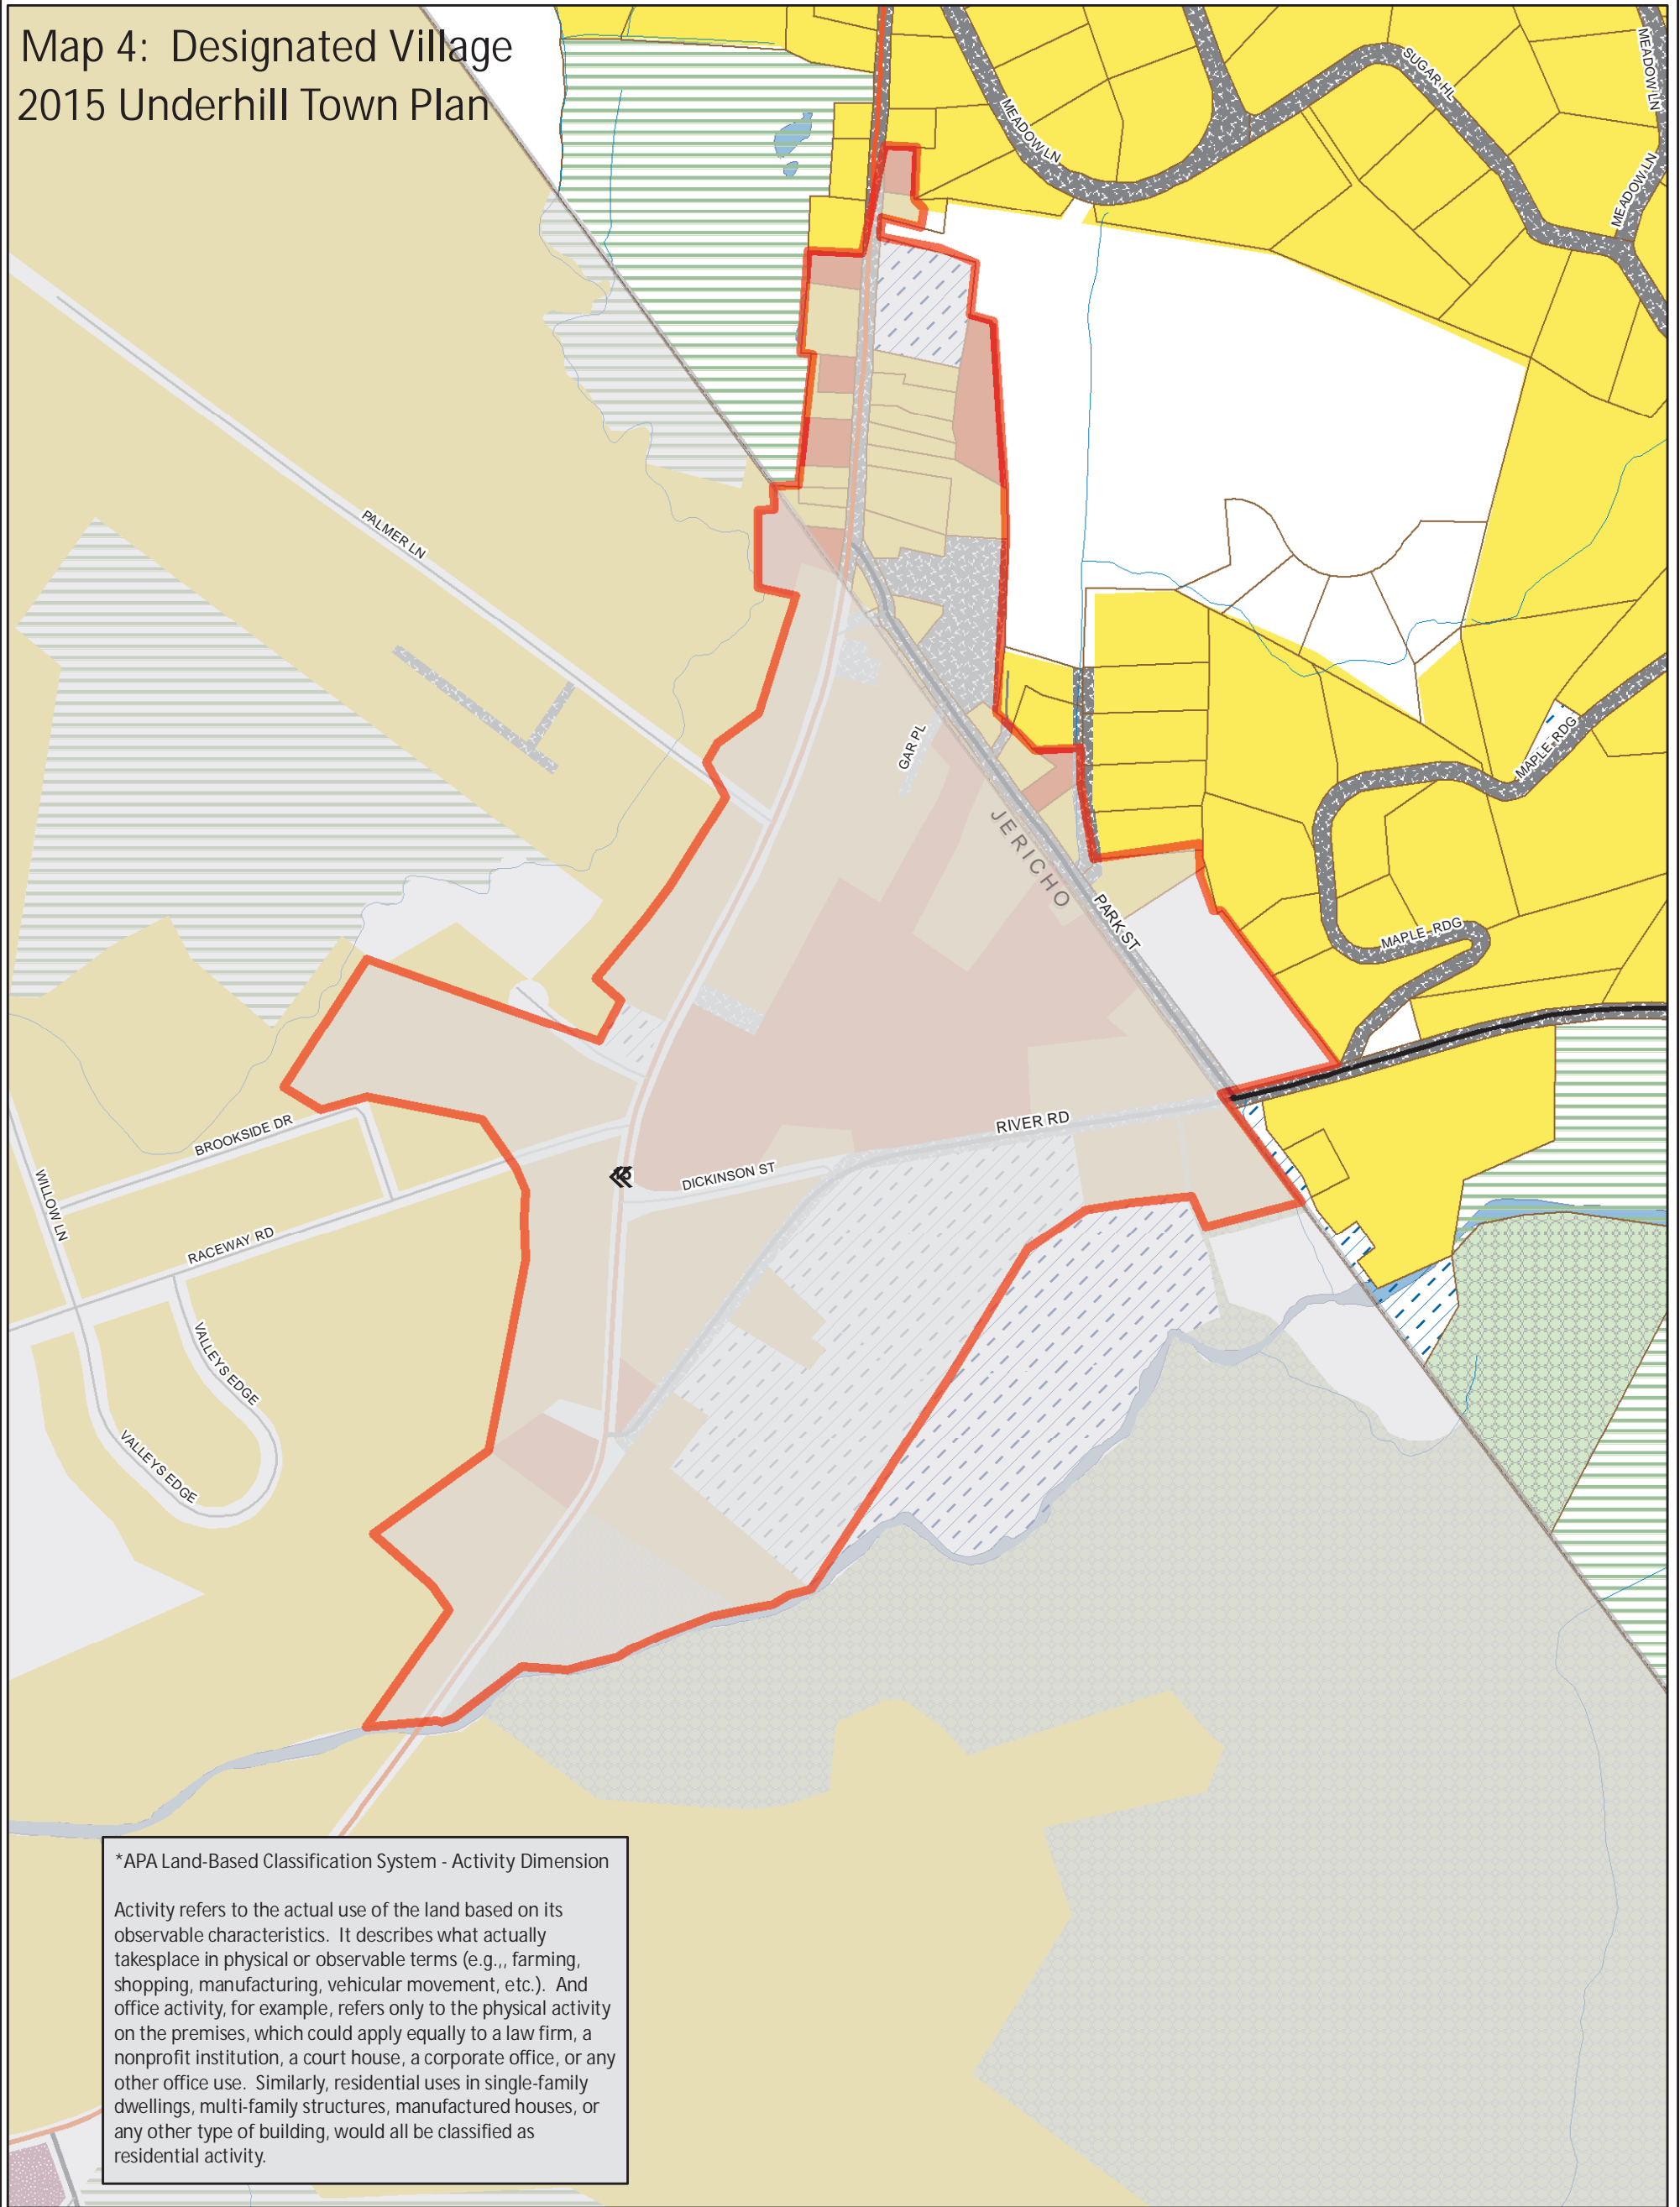 Map 4: Designated Village
2015 Underhill Town Plan
MEADOW LN
SUGAR HL
MEADOW LN
MEADOW LN
PALMER LN
GAR PL
JERICHO
PARK ST
MAPLE RDG
MAPLE RDG
RIVER RD
DICKINSON ST
BROOKSIDE DR
WILLOW LN
RACEWAY RD
VALLEYS EDGE
VALLEYS EDGE
*APA Land-Based Classification System - Activity Dimension
Activity refers to the actual use of the land based on its
observable characteristics. It describes what actually
takesplace in physical or observable terms (e.g.,, farming,
shopping, manufacturing, vehicular movement, etc.). And
office activity, for example, refers only to the physical activity
on the premises, which could apply equally to a law firm, a
nonprofit institution, a court house, a corporate office, or any
other office use. Similarly, residential uses in single-family
dwellings, multi-family structures, manufactured houses, or
any other type of building, would all be classified as
residential activity.